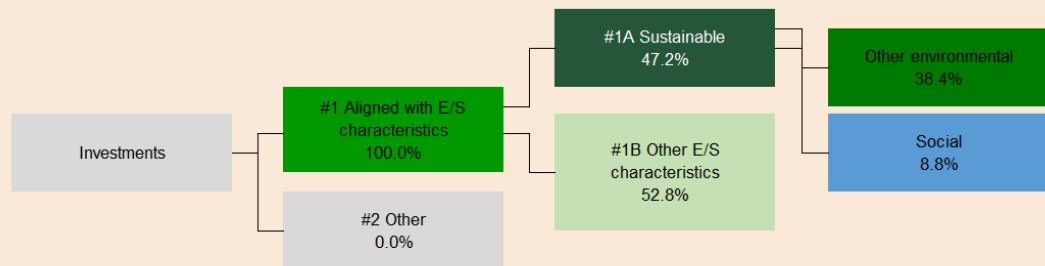 Investments
#1 Aligned with E/S
characteristics
100.0%
#2 Other
0.0%
#1A Sustainable
47.2%
#1B Other E/S
characteristics
52.8%
Other environmental
38.4%
Social
8.8%